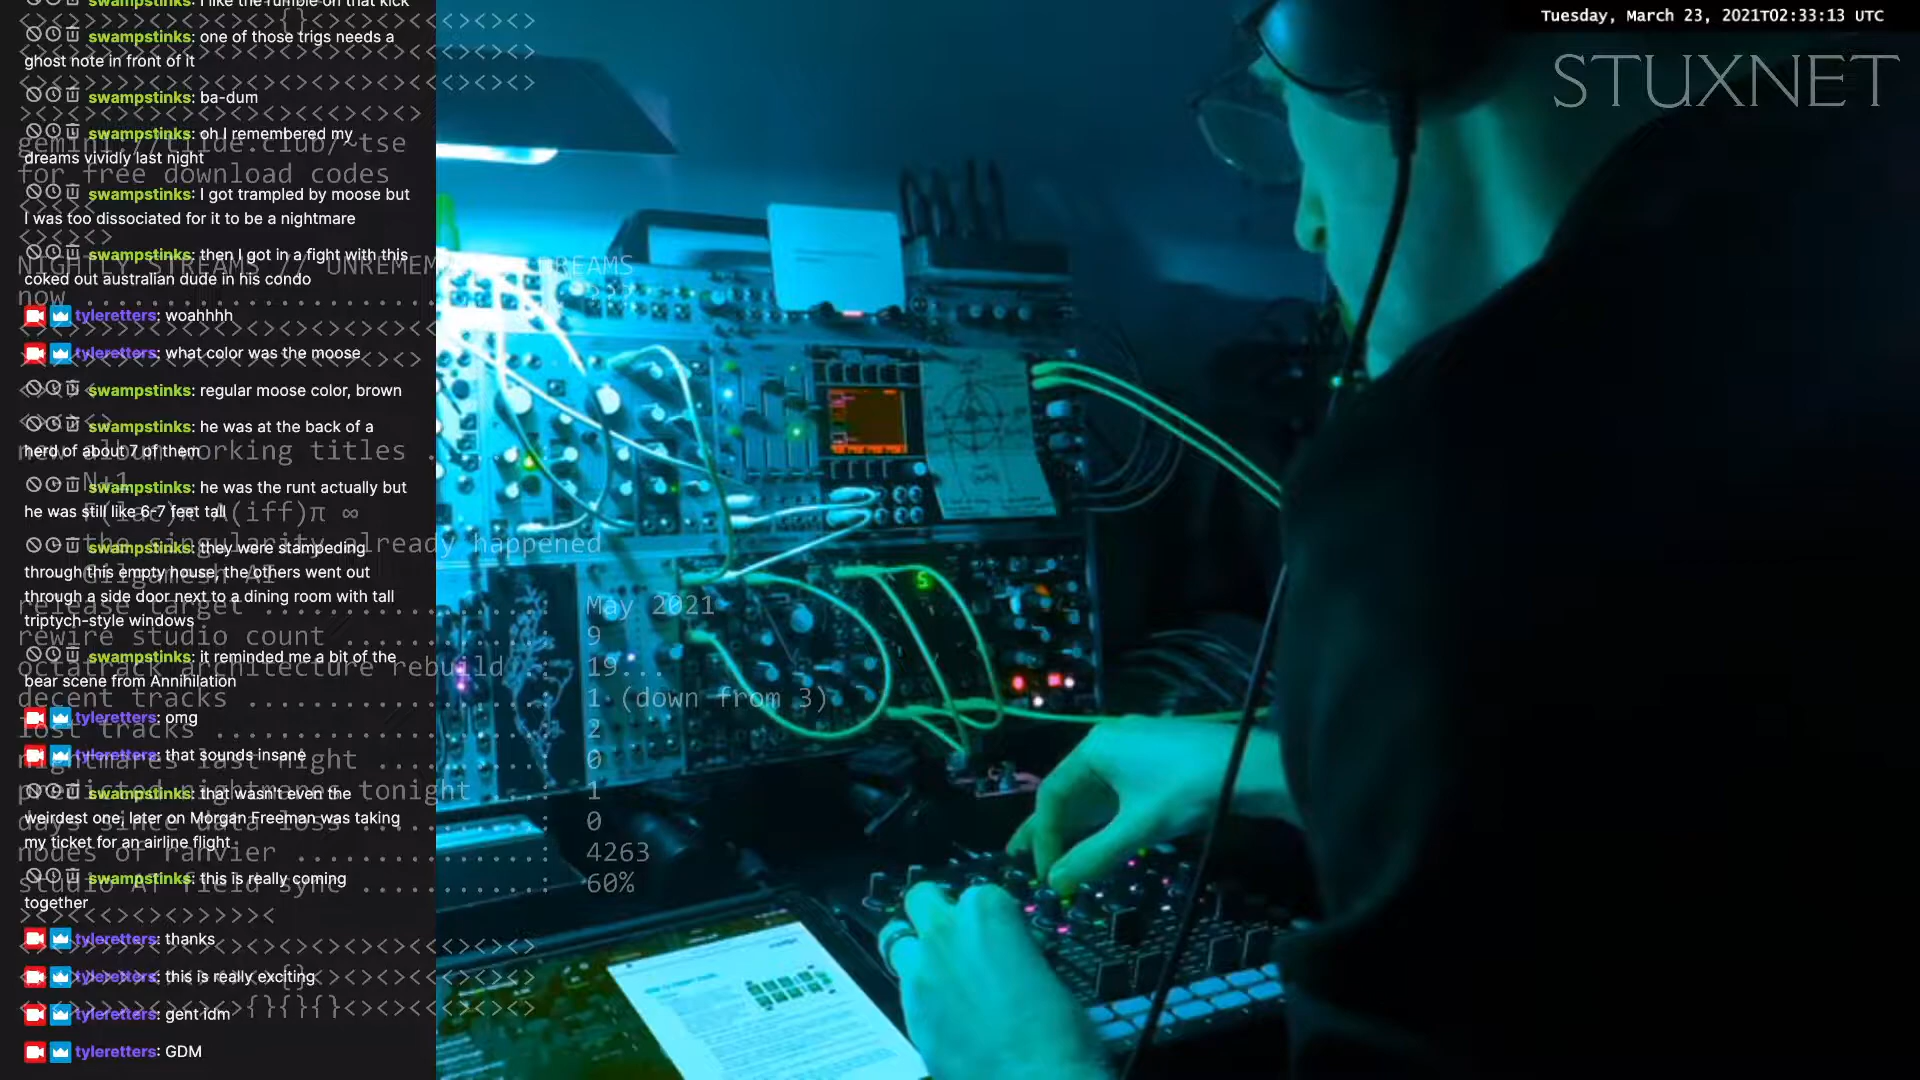 Tuesday, March 23, 2021T02:33:13 UTC
STUXNET
swampstinks: I like the rumble on that kick
swampstinks: one of those trigs needs a
ghost note in front of it
swampstinks: ba-dum
swampstinks: oh I remembered my
dreams vividly last night
swampstinks: I got trampled by moose but
I was too dissociated for it to be a nightmare
swampstinks: then I got in a fight with this
coked out australian dude in his condo
tyleretters: woahhhh
tyleretters: what color was the moose
swampstinks: regular moose color, brown
swampstinks: he was at the back of a
herd of about 7 of them
swampstinks: he was the runt actually but
he was still like 6-7 feet tall
swampstinks: they were stampeding
through this empty house, the others went out
through a side door next to a dining room with tall
triptych-style windows
swampstinks: it reminded me a bit of the
bear scene from Annihilation
tyleretters: omg
tyleretters: that sounds insane
swampstinks: that wasn't even the
weirdest one, later on Morgan Freeman was taking
my ticket for an airline flight
swampstinks: this is really coming
together
tyleretters: thanks
tyleretters: this is really exciting
tyleretters: gent idm
tyleretters: GDM
gemini://tilde.club/~tse
for free download codes
NIGHTLY STREAMS // DREAMS
now
new album working titles
N+1
the singularity already happened
Gilgamesh AI
release target : May 2021
rewire studio count : 9
octatrack architecture rebuild : 19...
decent tracks : 1 (down from 3)
lost tracks : 2
nightmares last night : 0
predicted nightmares tonight : 1
days since data loss : 0
nodes of ranvier : 4263
studio AI field sync : 60%